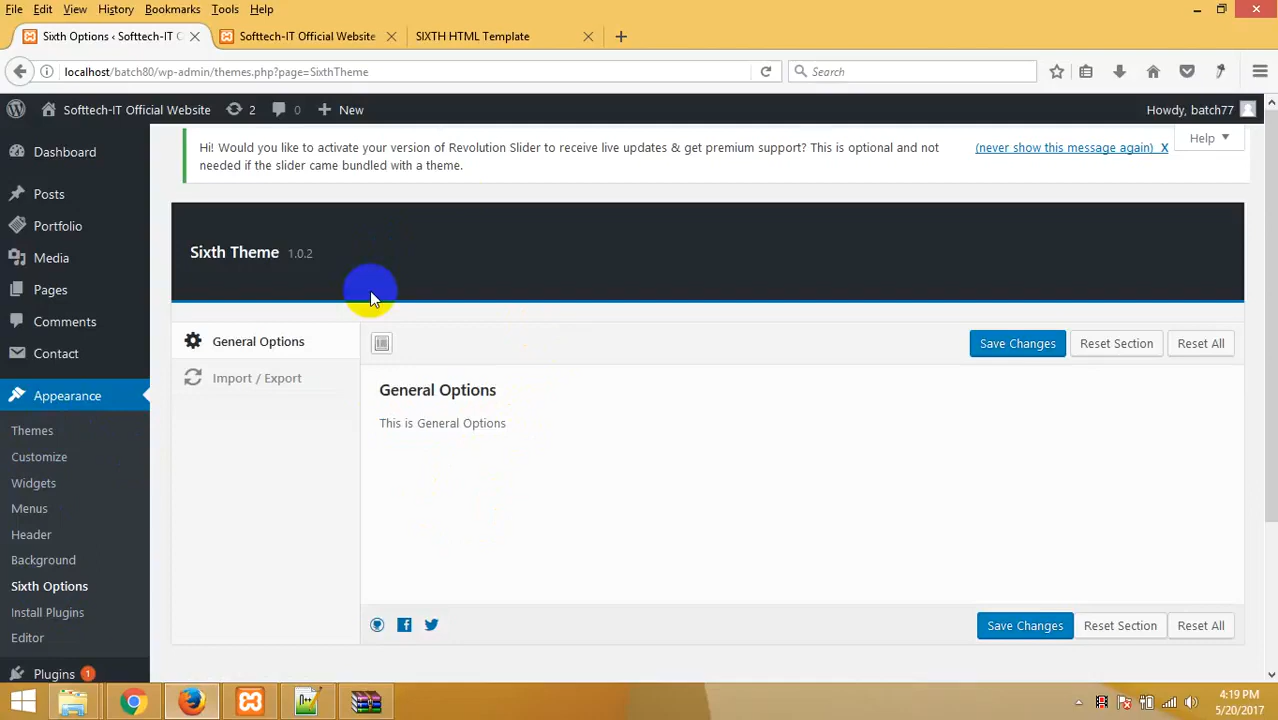 File Edit View History Bookmarks Tools Help
Sixth Options ‹ Softtech-IT O
Softtech-IT Official Website
SIXTH HTML Template
localhost/batch80/wp-admin/themes.php?page=SixthTheme
Search
Softtech-IT Official Website 2 0 New
Howdy, batch77
Help
Hi! Would you like to activate your version of Revolution Slider to receive live updates & get premium support? This is optional and not
needed if the slider came bundled with a theme.
(never show this message again) X
Dashboard
Posts
Portfolio
Media
Pages
Comments
Contact
Appearance
Themes
Customize
Widgets
Menus
Header
Background
Sixth Options
Install Plugins
Editor
Plugins 1
Sixth Theme 1.0.2
General Options
Import / Export
Save Changes Reset Section Reset All
General Options
This is General Options
Save Changes Reset Section Reset All
4:19 PM
5/20/2017